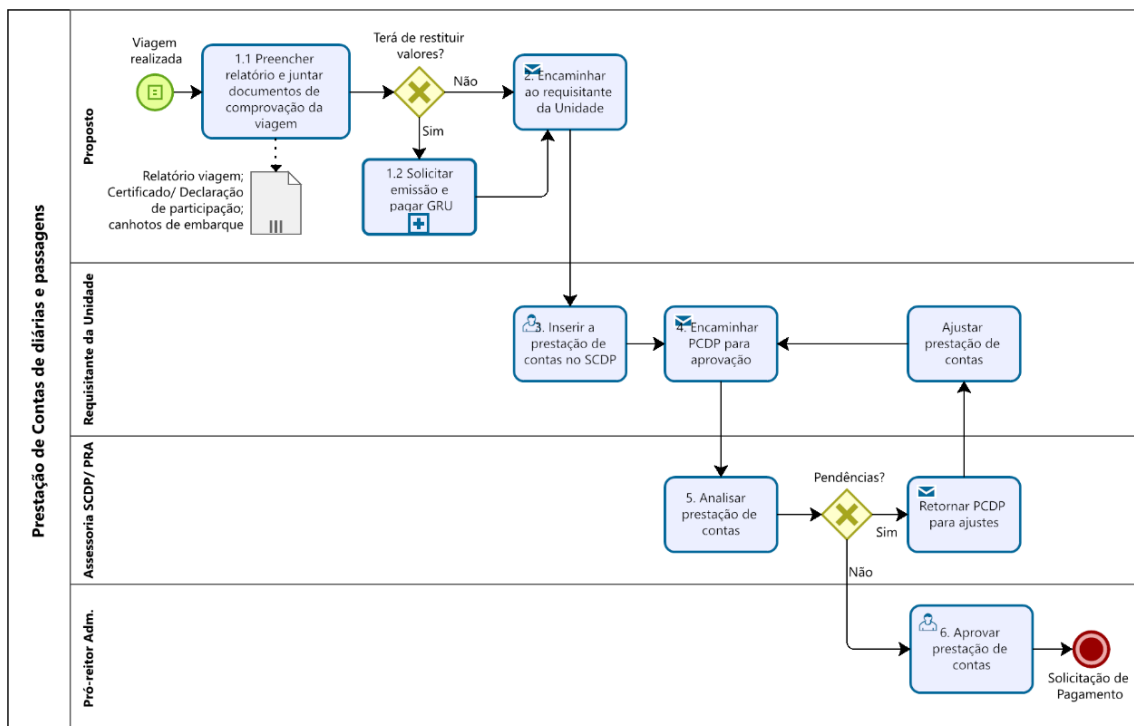 Prestação de Contas de diárias e passagens
Proposto
Viagem
realizada
1.1 Preencher
relatório e juntar
documentos de
comprovação da
viagem
Relatório viagem;
Certificado/ Declaração
de participação;
canhotos de embarque
Terá de restituir
valores?
Não
Sim
1.2 Solicitar
emissão e
pagar GRU
2. Encaminhar
ao requisitante
da Unidade
Requisitante da Unidade
3. Inserir a
prestação de
contas no SCDP
4. Encaminhar
PCDP para
aprovação
Ajustar
prestação de
contas
Assessoria SCDP/ PRA
5. Analisar
prestação de
contas
Pendências?
Sim
Não
Retornar PCDP
para ajustes
Pró-reitor Adm.
6. Aprovar
prestação de
contas
Solicitação de
Pagamento